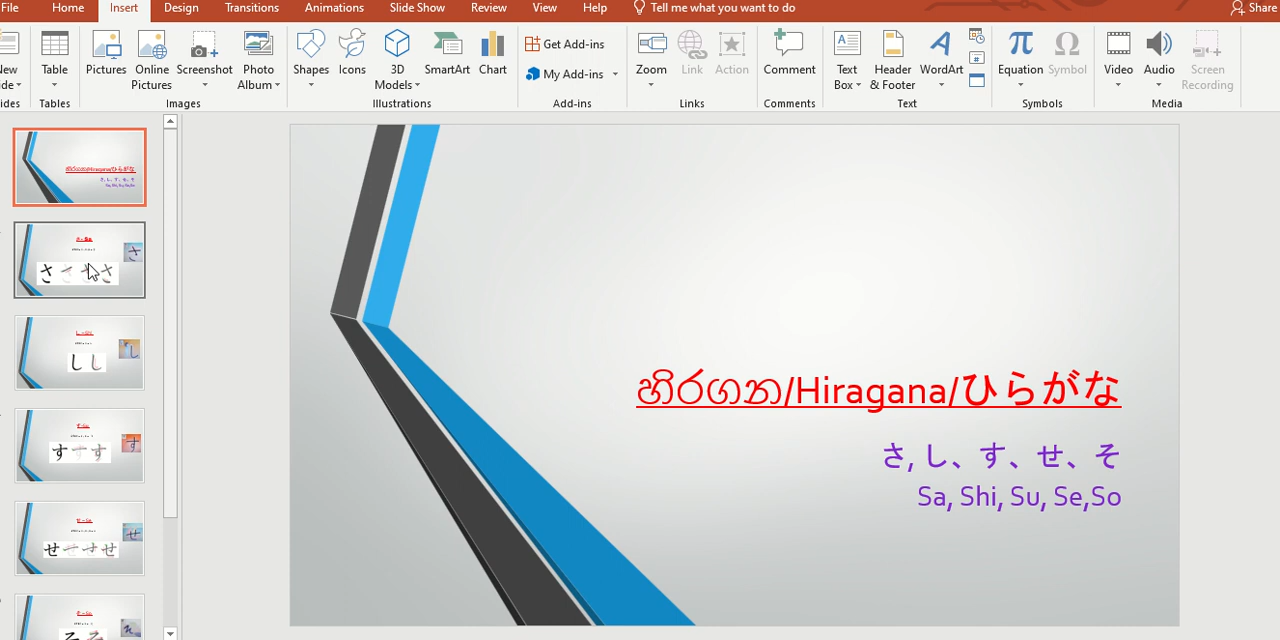 File Home Insert Design Transitions Animations Slide Show Review View Help Tell me what you want to do Share
Table Pictures Online Pictures Screenshot Photo Album Shapes Icons 3D Models SmartArt Chart Get Add-ins My Add-ins Zoom Link Action Comment Text Box Header & Footer WordArt Equation Symbol Video Audio Screen Recording
Tables Images Illustrations Add-ins Links Comments Text Symbols Media
හිරගන/Hiragana/ひらがな
さ, し、す、せ、そ
Sa, Shi, Su, Se,So